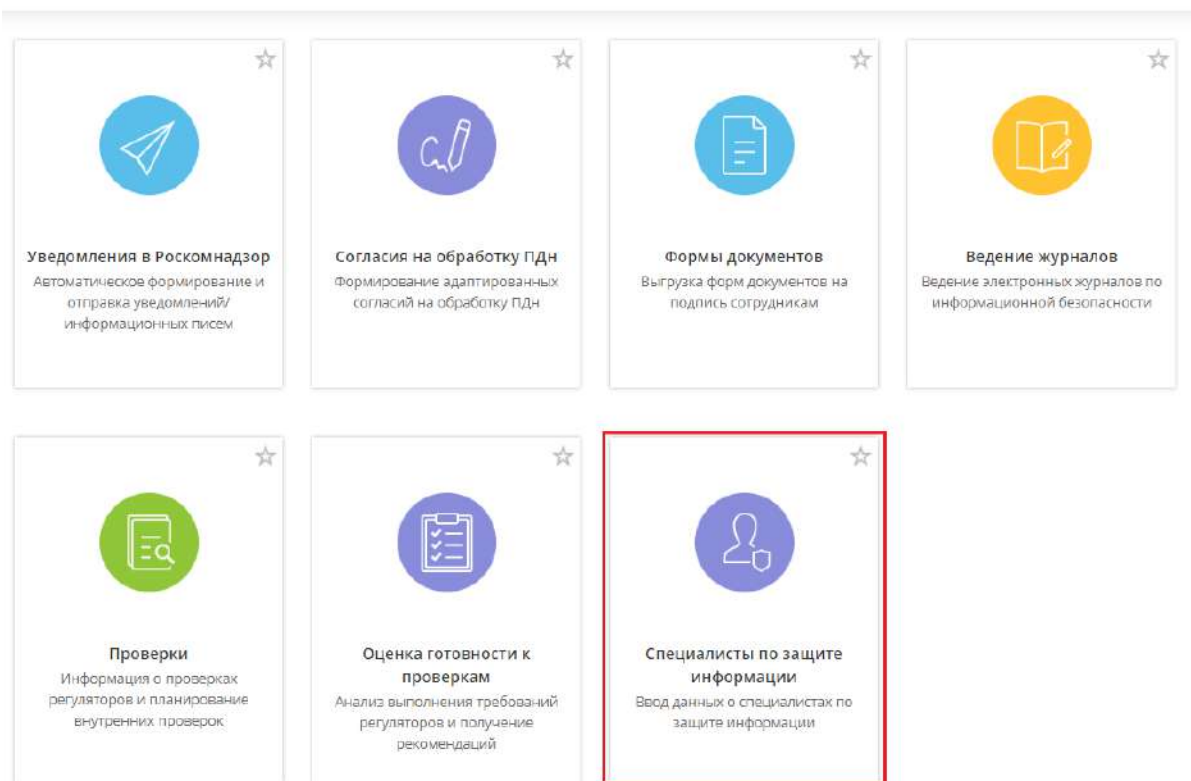 Уведомления в Роскомнадзор
Автоматическое формирование и
отправка уведомлений/
информационных писем
Согласия на обработку ПДн
Формирование адаптированных
согласий на обработку ПДн
Формы документов
Выгрузка форм документов на
подпись сотрудникам
Ведение журналов
Ведение электронных журналов по
информационной безопасности
Проверки
Информация о проверках
регуляторов и планирование
внутренних проверок
Оценка готовности к
проверкам
Анализ выполнения требований
регуляторов и получение
рекомендаций
Специалисты по защите
информации
Ввод данных о специалистах по
защите информации